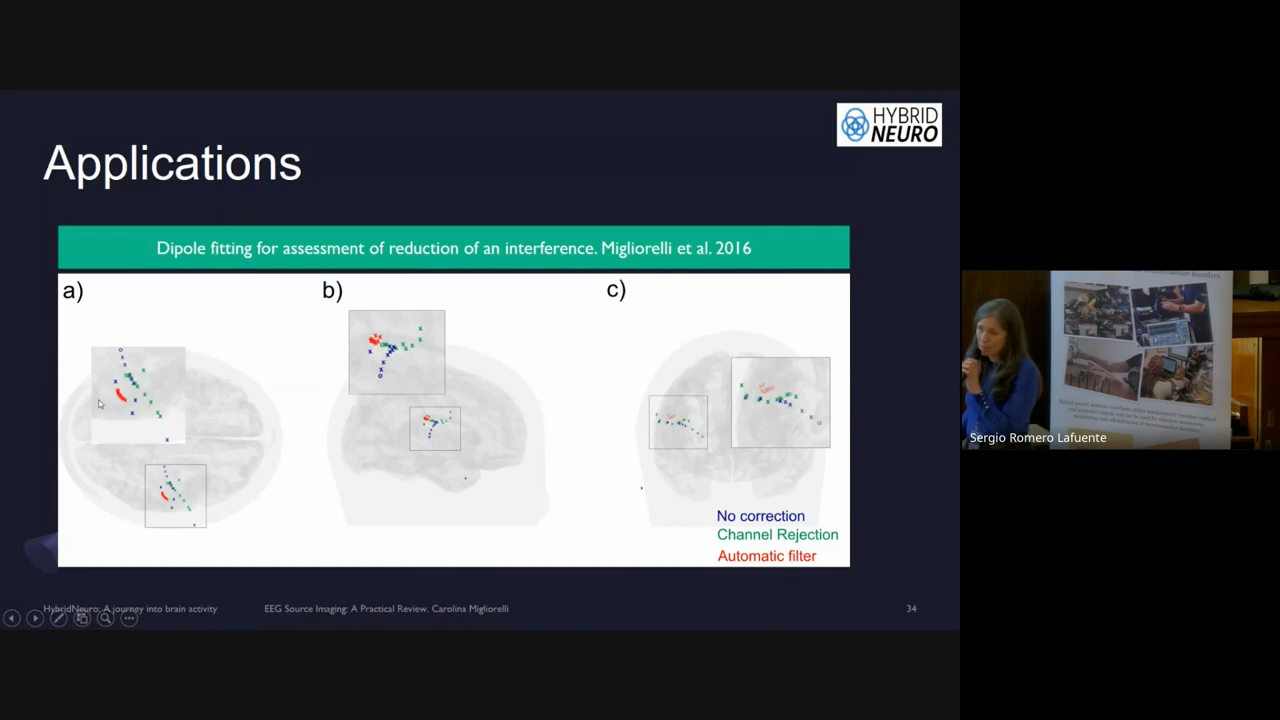 HYBRID
NEURO
Applications
Dipole fitting for assessment of reduction of an interference. Migliorelli et al. 2016
a)
b)
c)
No correction
Channel Rejection
Automatic filter
HybridNeuro: A journey into brain activity
EEG Source Imaging: A Practical Review. Carolina Migliorelli
34
disorders
Sergio Romero Lafuente